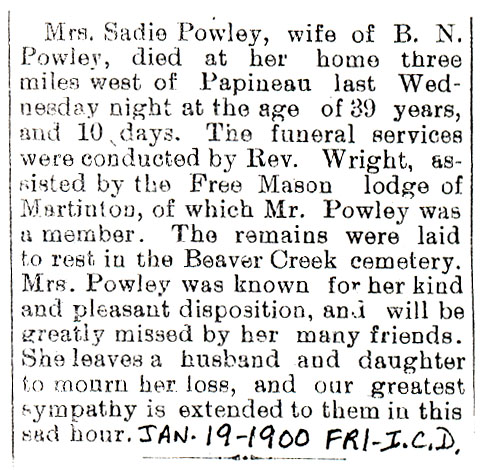 Mrs. Sadie Powley, wife of B. N.
Powley, died at her home three
miles west of Papineau last Wed-
nesday night at the age of 39 years,
and 10 days. The funeral services
were conducted by Rev. Wright, as-
sisted by the Free Mason lodge of
Martinton, of which Mr. Powley was
a member. The remains were laid
to rest in the Beaver Creek cemetery.
Mrs. Powley was known for her kind
and pleasant disposition, and will be
greatly missed by her many friends.
She leaves a husband and daughter
to mourn her loss, and our greatest
sympathy is extended to them in this
sad hour. JAN. 19-1900 FRI-I.C.D.